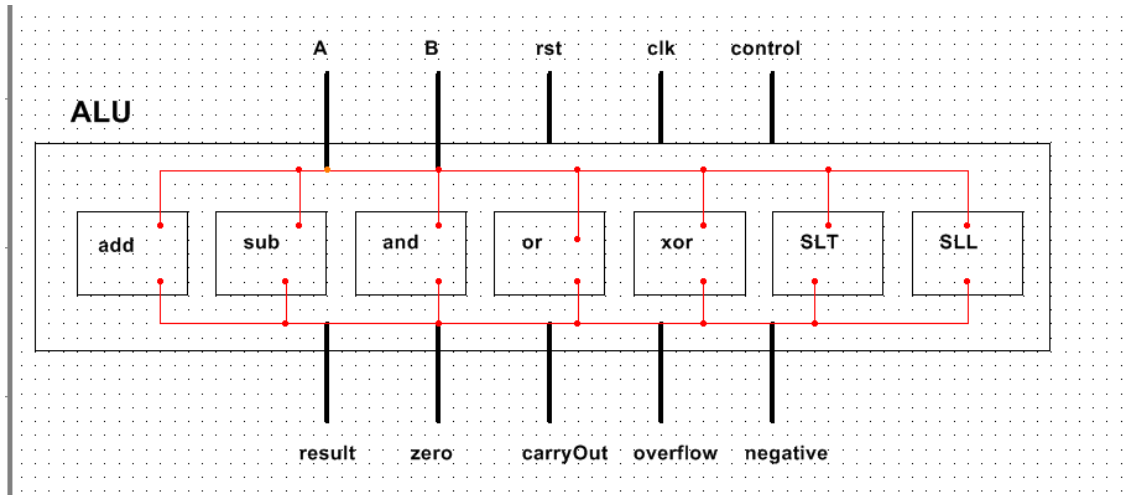 A B rst clk control
ALU
add sub and or xor SLT SLL
result zero carryOut overflow negative